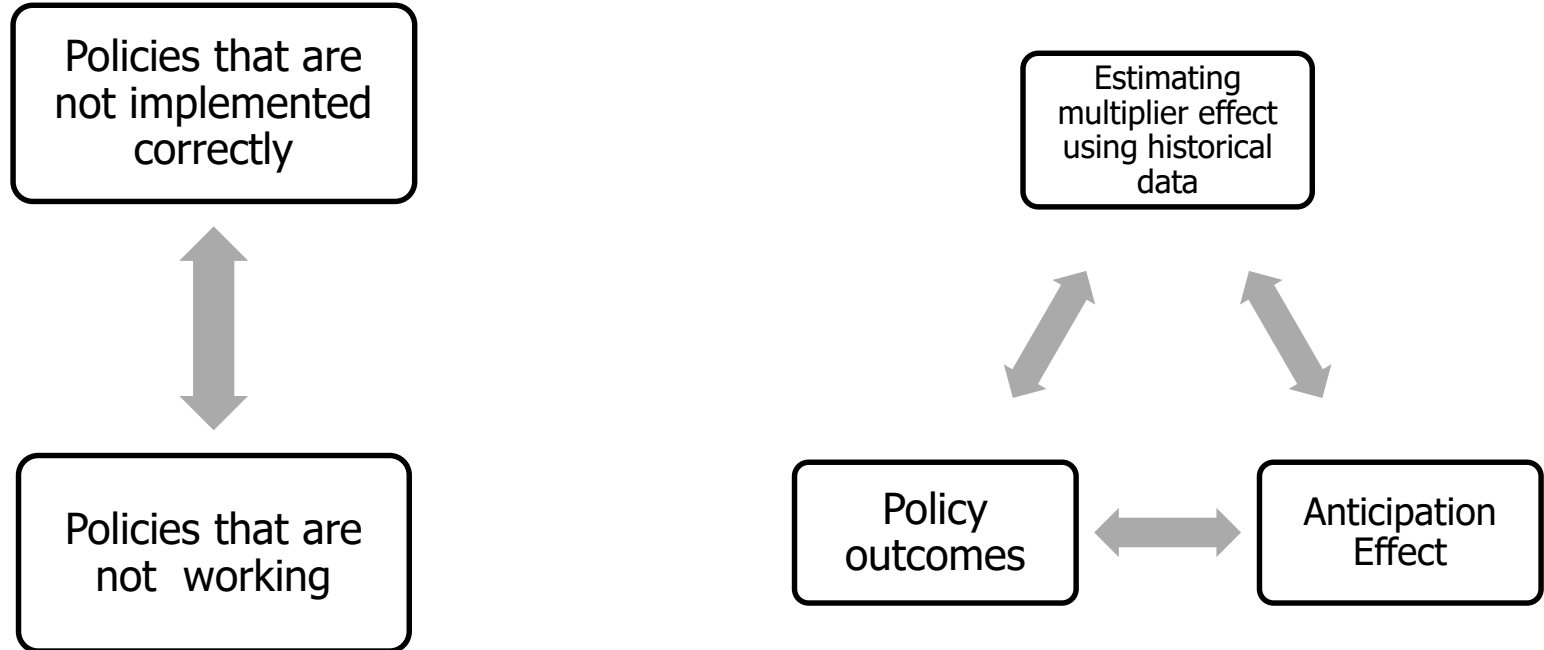 Policies that are
not implemented
correctly
Policies that are
not  working
Estimating
multiplier effect
using historical
data
Policy
outcomes
Anticipation
Effect